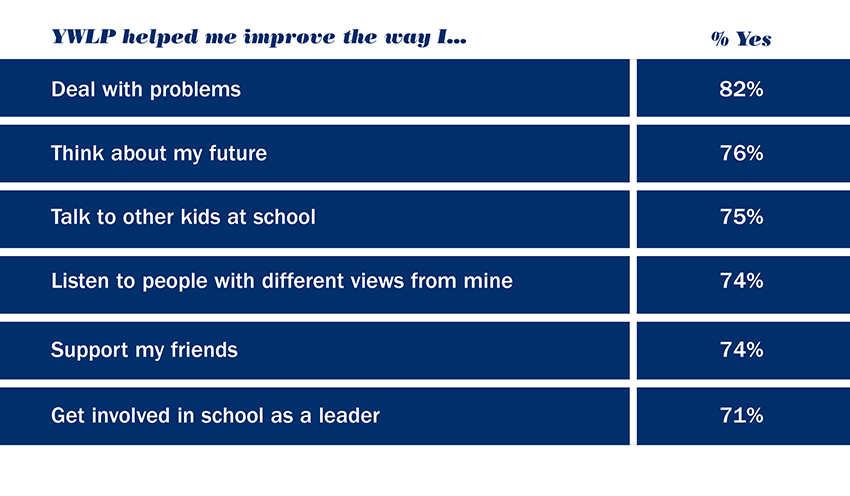 YWLP helped me improve the way I... % Yes
Deal with problems 82%
Think about my future 76%
Talk to other kids at school 75%
Listen to people with different views from mine 74%
Support my friends 74%
Get involved in school as a leader 71%